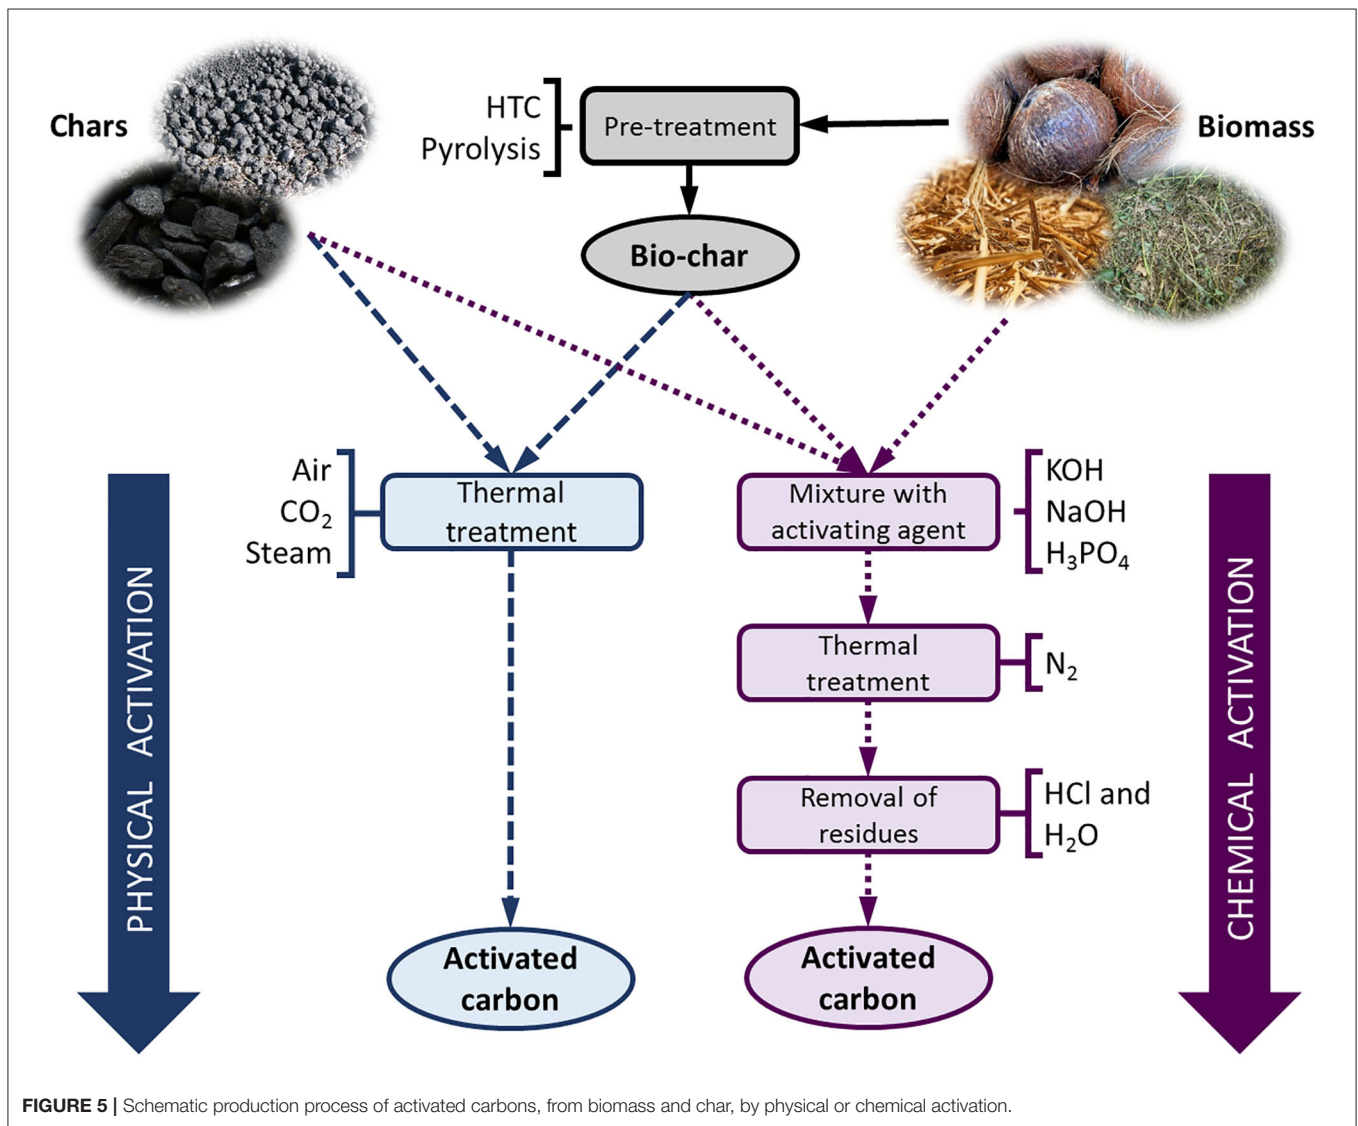 Chars
HTC
Pyrolysis
Pre-treatment
Biomass
Bio-char
Air
CO₂
Steam
Thermal
treatment
Mixture with
activating agent
KOH
NaOH
H₃PO₄
Thermal
treatment
N₂
Removal of
residues
HCl and
H₂O
Activated
carbon
Activated
carbon
PHYSICAL ACTIVATION
CHEMICAL ACTIVATION
FIGURE 5 | Schematic production process of activated carbons, from biomass and char, by physical or chemical activation.